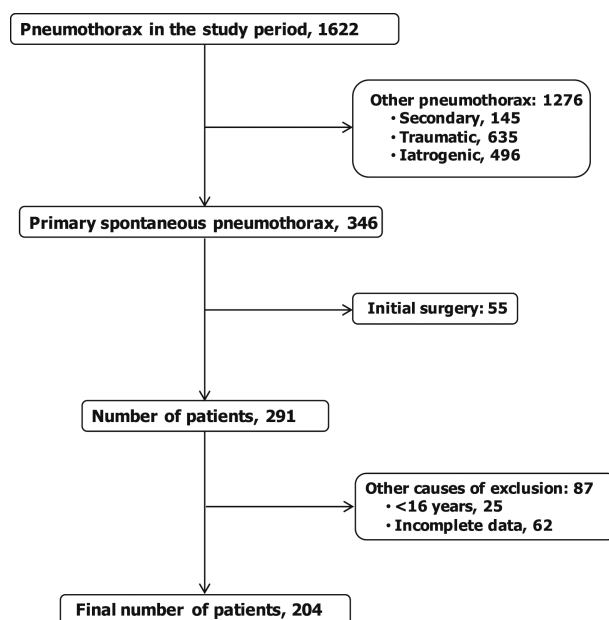 Pneumothorax in the study period, 1622
Other pneumothorax: 1276
• Secondary, 145
• Traumatic, 635
• Iatrogenic, 496
Primary spontaneous pneumothorax, 346
Initial surgery: 55
Number of patients, 291
Other causes of exclusion: 87
• <16 years, 25
• Incomplete data, 62
Final number of patients, 204